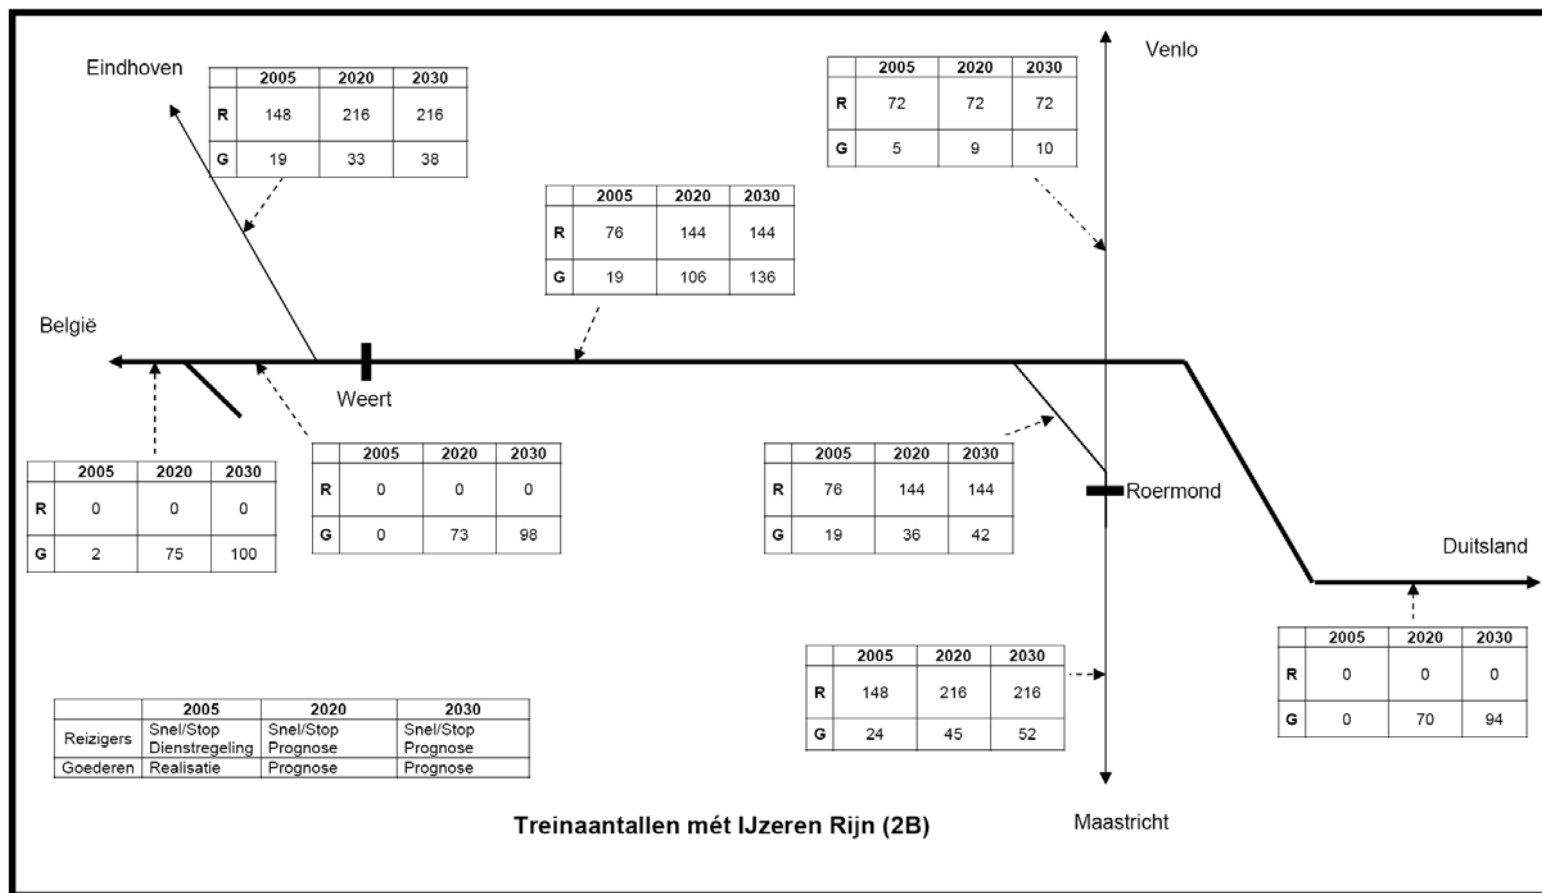 Eindhoven
2005 2020 2030
R 148 216 216
G 19 33 38
2005 2020 2030
R 72 72 72
G 5 9 10
Venlo
2005 2020 2030
R 76 144 144
G 19 106 136
België
Weert
2005 2020 2030
R 0 0 0
G 2 75 100
2005 2020 2030
R 0 0 0
G 0 73 98
2005 2020 2030
R 76 144 144
G 19 36 42
Roermond
Duitsland
2005 2020 2030
R 148 216 216
G 24 45 52
2005 2020 2030
R 0 0 0
G 0 70 94
2005 2020 2030
Reizigers Snel/Stop Dienstregeling Snel/Stop Prognose Snel/Stop Prognose
Goederen Realisatie Prognose Prognose
Treinaantallen mét IJzeren Rijn (2B)
Maastricht